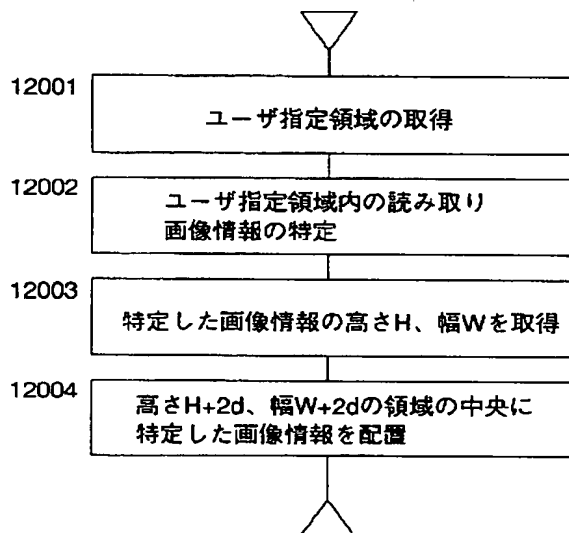 12001
ユーザ指定領域の取得
12002
ユーザ指定領域内の読み取り
画像情報の特定
12003
特定した画像情報の高さH、幅Wを取得
12004
高さH+2d、幅W+2dの領域の中央に
特定した画像情報を配置